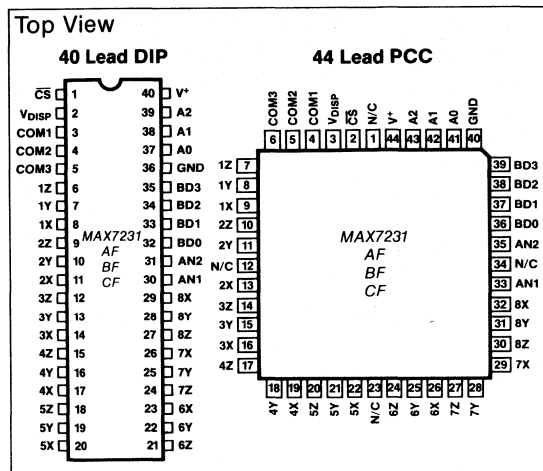 Top View
40 Lead DIP
44 Lead PCC
CS 1 40 V+
VDISP 2 39 A2
COM1 3 38 A1
COM2 4 37 A0
COM3 5 36 GND
1Z 6 35 BD3
1Y 7 34 BD2
1X 8 33 BD1
2Z 9 32 BD0
2Y 10 31 AN2
2X 11 30 AN1
3Z 12 29 8X
3Y 13 28 8Y
3X 14 27 8Z
4Z 15 26 7X
4Y 16 25 7Y
4X 17 24 7Z
5Z 18 23 6X
5Y 19 22 6Y
5X 20 21 6Z
MAX7231
AF
BF
CF
COM3 COM2 COM1 VDISP CS N/C V+ A2 A1 A0 GND
6 5 4 3 2 1 44 43 42 41 40
1Z 7 39 BD3
1Y 8 38 BD2
1X 9 37 BD1
2Z 10 36 BD0
2Y 11 35 AN2
N/C 12 34 N/C
2X 13 33 AN1
3Z 14 32 8X
3Y 15 31 8Y
3X 16 30 8Z
4Z 17 29 7X
MAX7231
AF
BF
CF
18 19 20 21 22 23 24 25 26 27 28
4Y 4X 5Z 5Y 5X N/C 6Z 6Y 6X 7Z 7Y